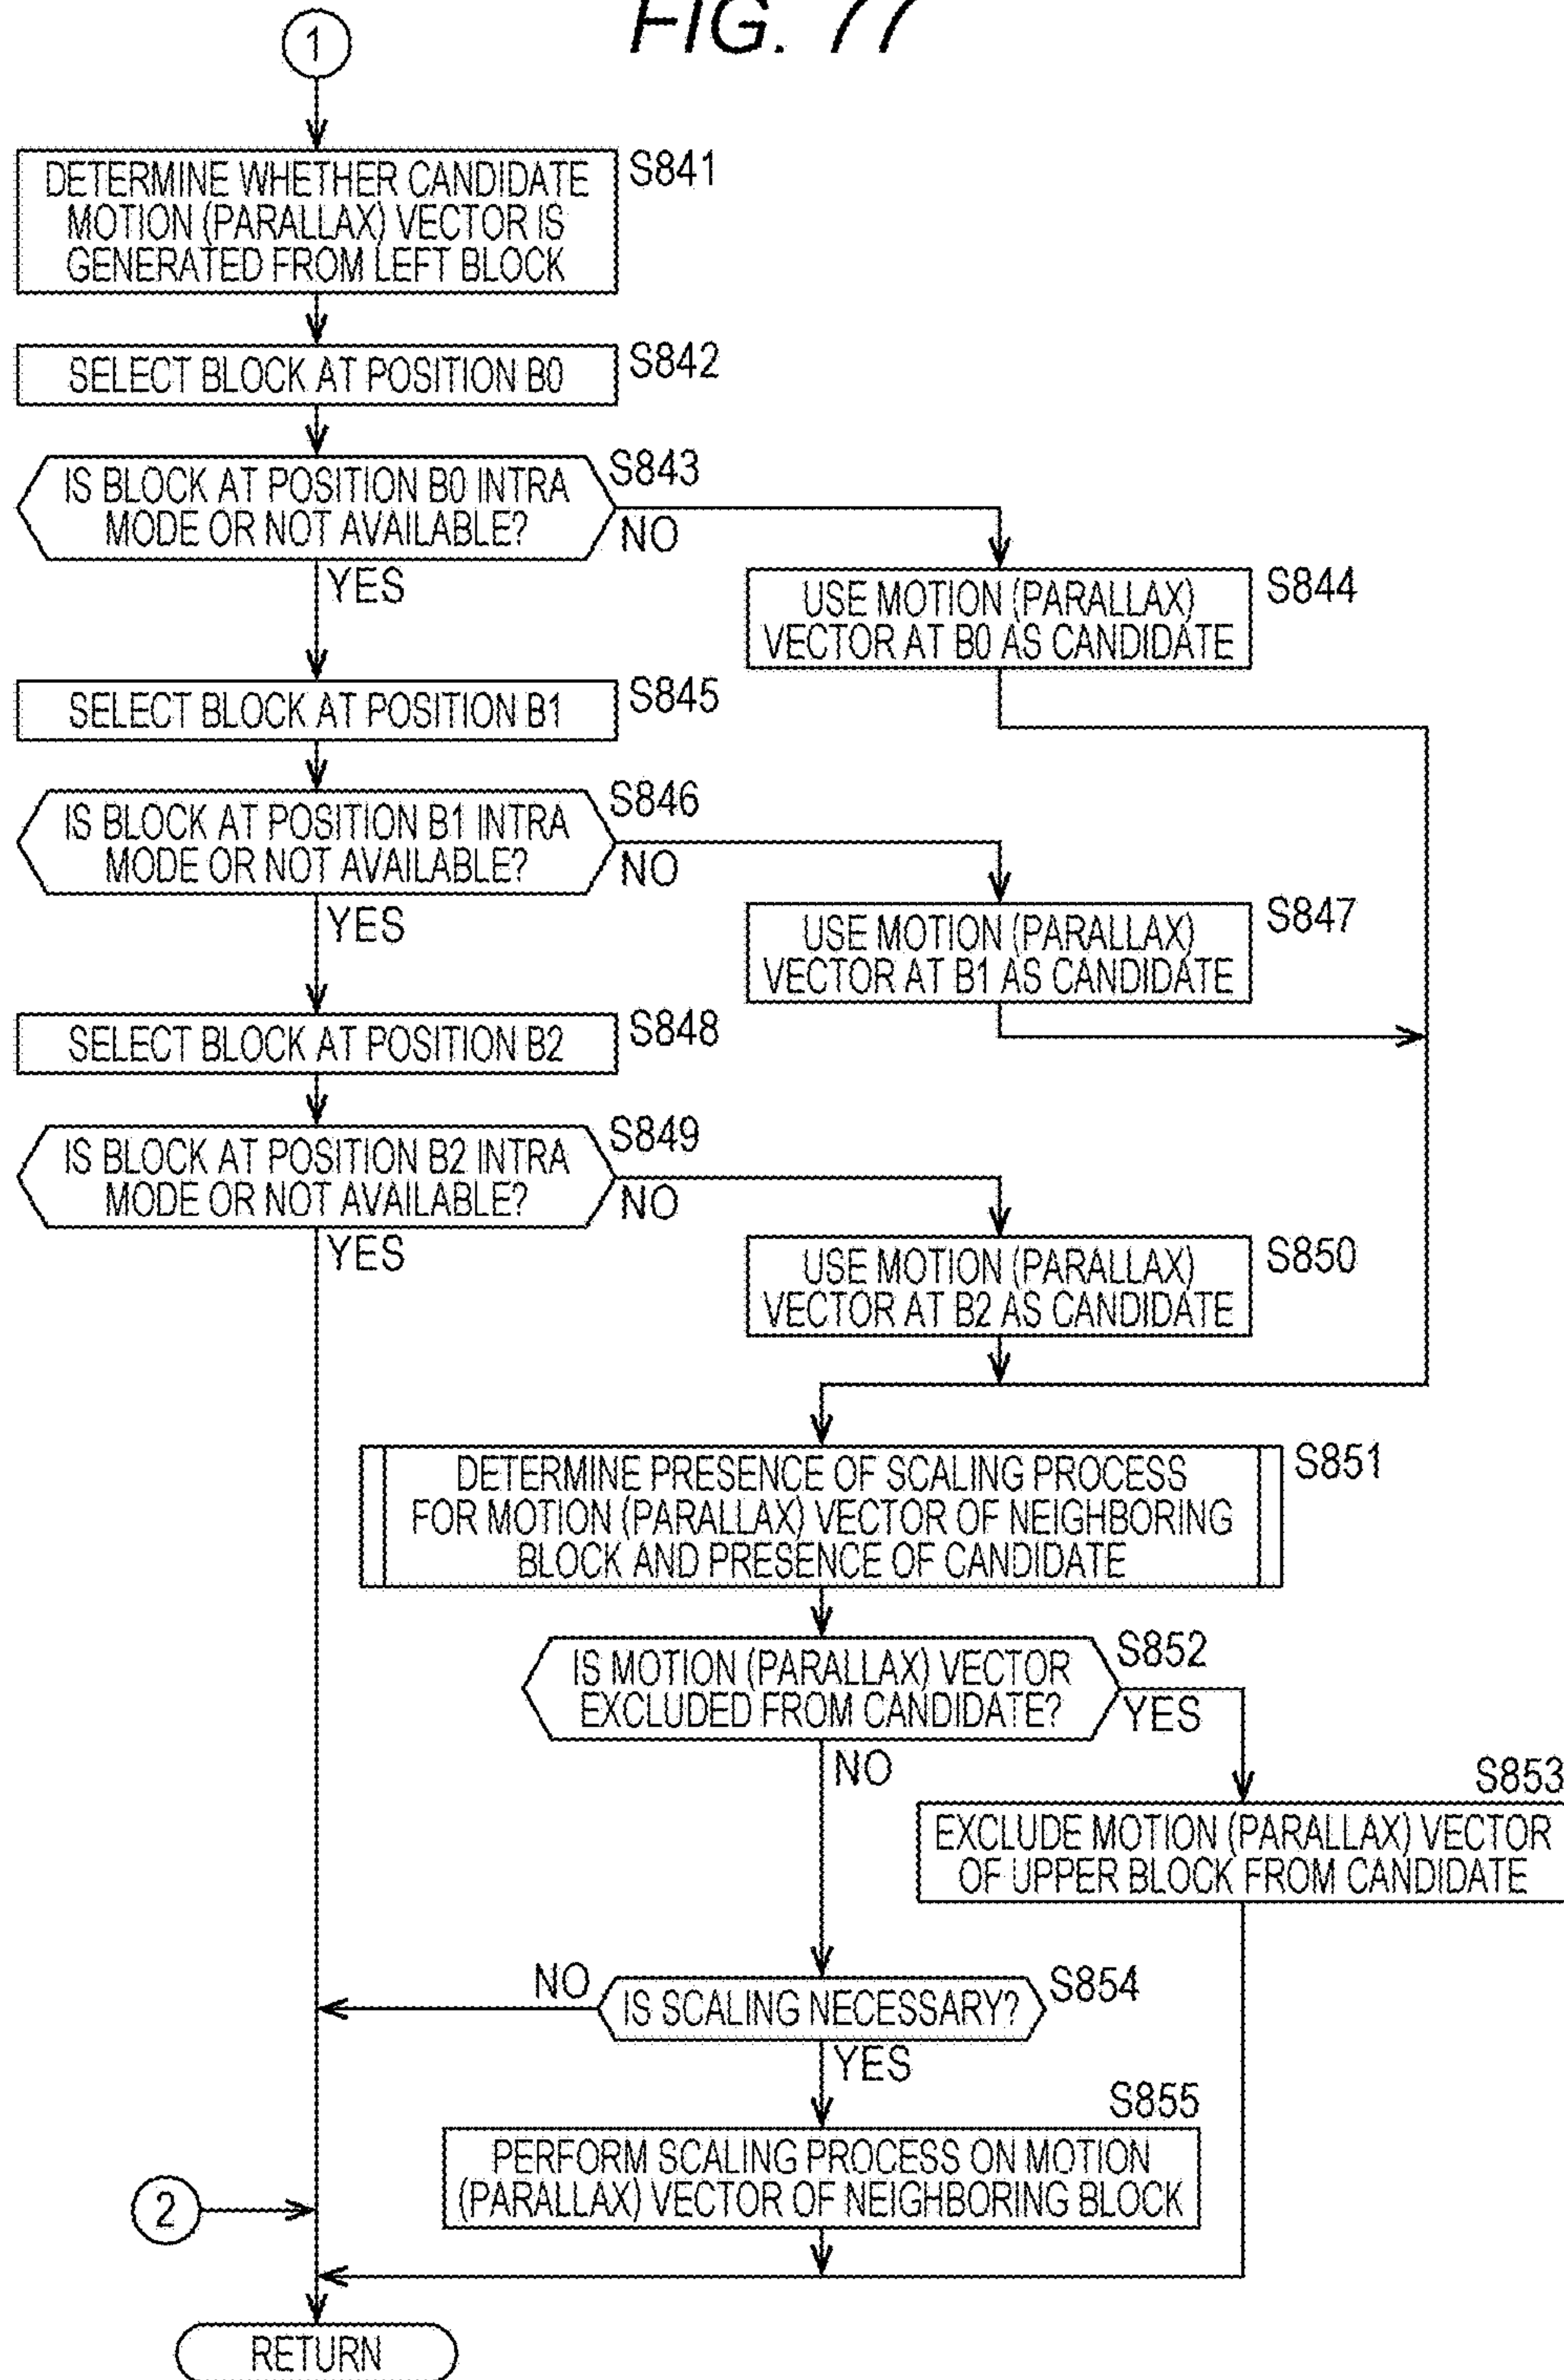 FIG. 77
1
DETERMINE WHETHER CANDIDATE
MOTION (PARALLAX) VECTOR IS
GENERATED FROM LEFT BLOCK
S841
SELECT BLOCK AT POSITION B0
S842
IS BLOCK AT POSITION B0 INTRA
MODE OR NOT AVAILABLE?
S843
NO
YES
USE MOTION (PARALLAX)
VECTOR AT B0 AS CANDIDATE
S844
SELECT BLOCK AT POSITION B1
S845
IS BLOCK AT POSITION B1 INTRA
MODE OR NOT AVAILABLE?
S846
NO
YES
USE MOTION (PARALLAX)
VECTOR AT B1 AS CANDIDATE
S847
SELECT BLOCK AT POSITION B2
S848
IS BLOCK AT POSITION B2 INTRA
MODE OR NOT AVAILABLE?
S849
NO
YES
USE MOTION (PARALLAX)
VECTOR AT B2 AS CANDIDATE
S850
DETERMINE PRESENCE OF SCALING PROCESS
FOR MOTION (PARALLAX) VECTOR OF NEIGHBORING
BLOCK AND PRESENCE OF CANDIDATE
S851
IS MOTION (PARALLAX) VECTOR
EXCLUDED FROM CANDIDATE?
S852
YES
NO
S853
EXCLUDE MOTION (PARALLAX) VECTOR
OF UPPER BLOCK FROM CANDIDATE
NO
IS SCALING NECESSARY?
S854
YES
S855
PERFORM SCALING PROCESS ON MOTION
(PARALLAX) VECTOR OF NEIGHBORING BLOCK
2
RETURN